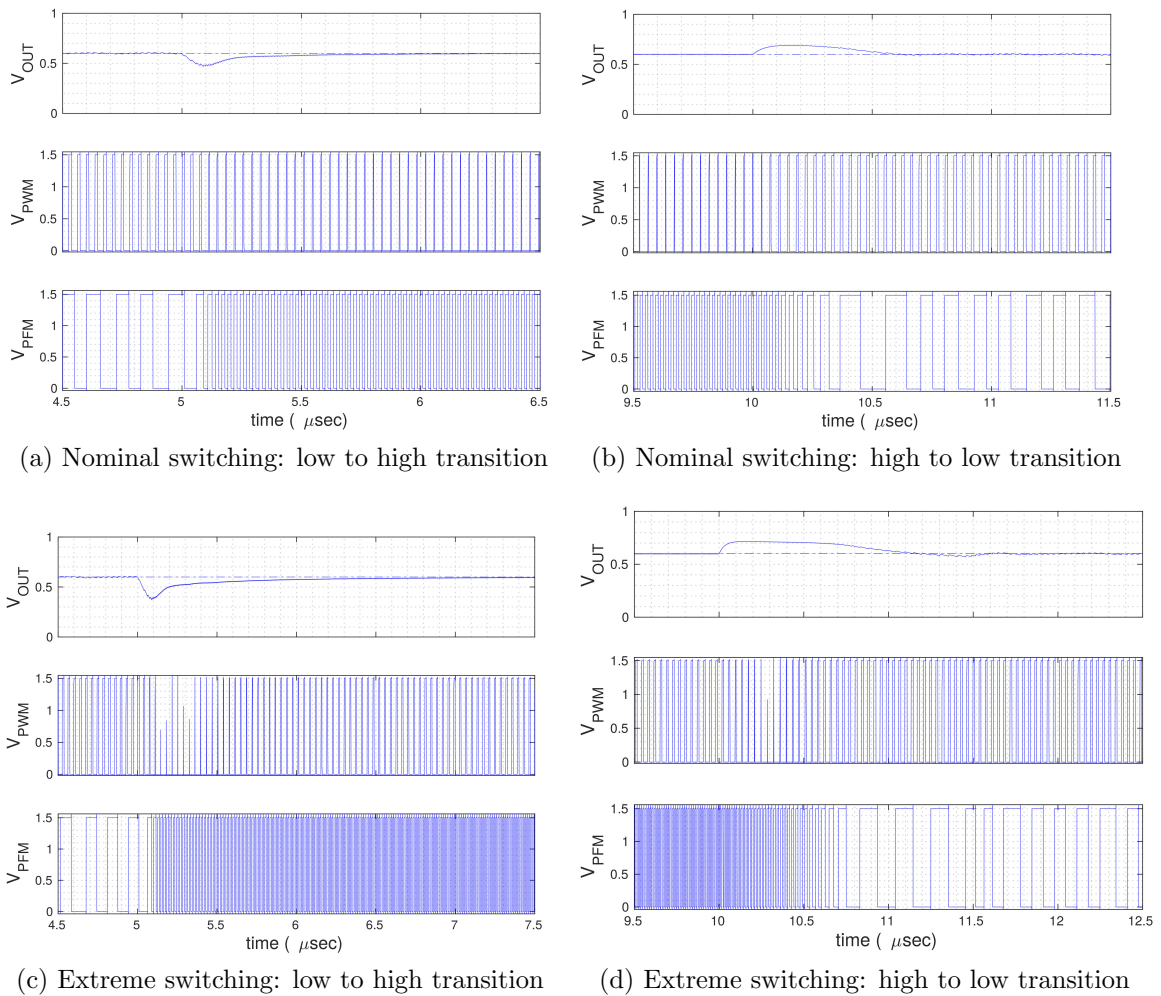 1
0.5
0
V_OUT
1.5
1
0.5
0
V_PWM
1.5
1
0.5
0
V_PFM
4.5 5 5.5 6 6.5
time ( μsec)
(a) Nominal switching: low to high transition
1
0.5
0
V_OUT
1.5
1
0.5
0
V_PWM
1.5
1
0.5
0
V_PFM
9.5 10 10.5 11 11.5
time ( μsec)
(b) Nominal switching: high to low transition
1
0.5
0
V_OUT
1.5
1
0.5
0
V_PWM
1.5
1
0.5
0
V_PFM
4.5 5 5.5 6 6.5 7 7.5
time ( μsec)
(c) Extreme switching: low to high transition
1
0.5
0
V_OUT
1.5
1
0.5
0
V_PWM
1.5
1
0.5
0
V_PFM
9.5 10 10.5 11 11.5 12 12.5
time ( μsec)
(d) Extreme switching: high to low transition